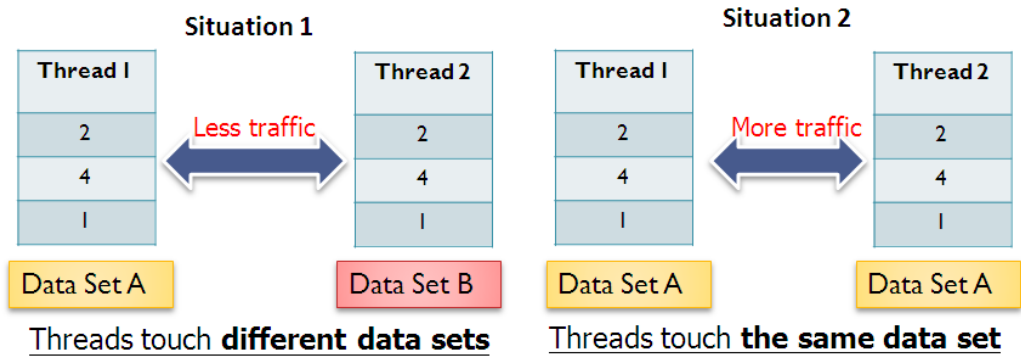 Situation 1
Thread 1
2
4
1
Less traffic
Thread 2
2
4
1
Data Set A
Data Set B
Threads touch different data sets
Situation 2
Thread 1
2
4
1
More traffic
Thread 2
2
4
1
Data Set A
Data Set A
Threads touch the same data set